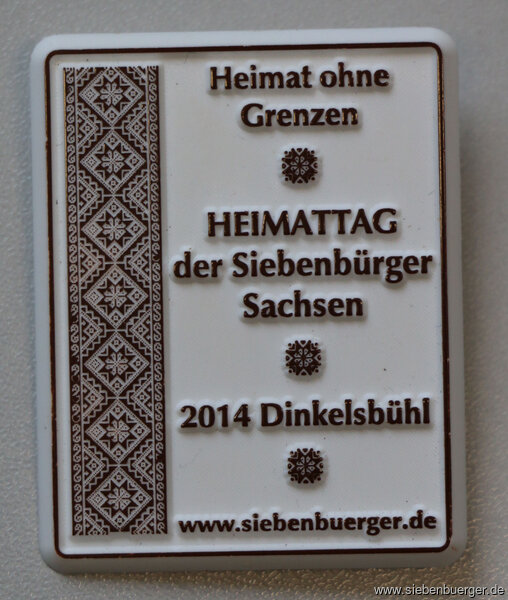 Heimat ohne
Grenzen
HEIMATTAG
der Siebenbürger
Sachsen
2014 Dinkelsbühl
www.siebenbuerger.de
www.siebenbuerger.de